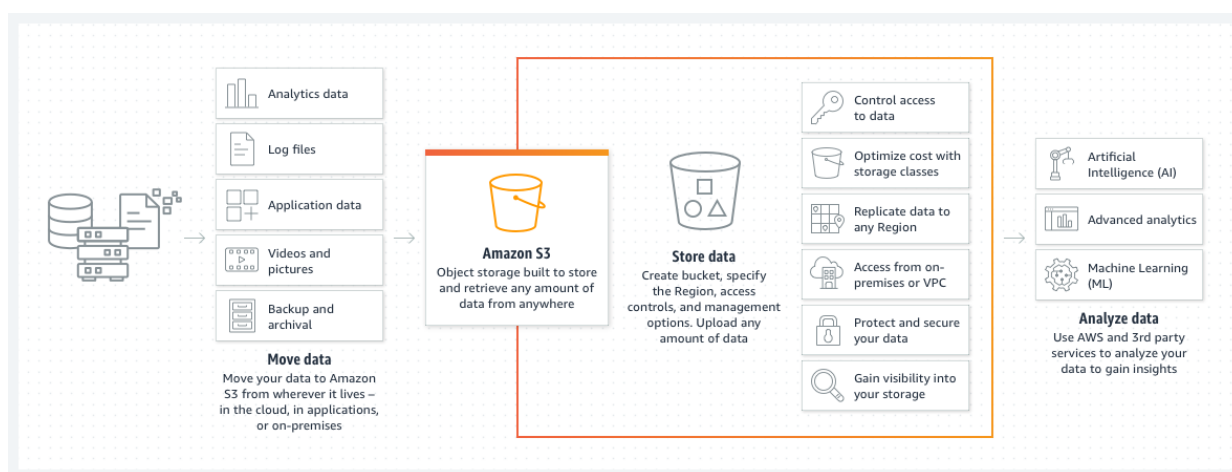 Analytics data
Log files
Application data
Videos and
pictures
Backup and
archival
Move data
Move your data to Amazon
S3 from wherever it lives –
in the cloud, in applications,
or on-premises
Amazon S3
Object storage built to store
and retrieve any amount of
data from anywhere
Store data
Create bucket, specify
the Region, access
controls, and management
options. Upload any
amount of data
Control access
to data
Optimize cost with
storage classes
Replicate data to
any Region
Access from on-
premises or VPC
Protect and secure
your data
Gain visibility into
your storage
Artificial
Intelligence (AI)
Advanced analytics
Machine Learning
(ML)
Analyze data
Use AWS and 3rd party
services to analyze your
data to gain insights